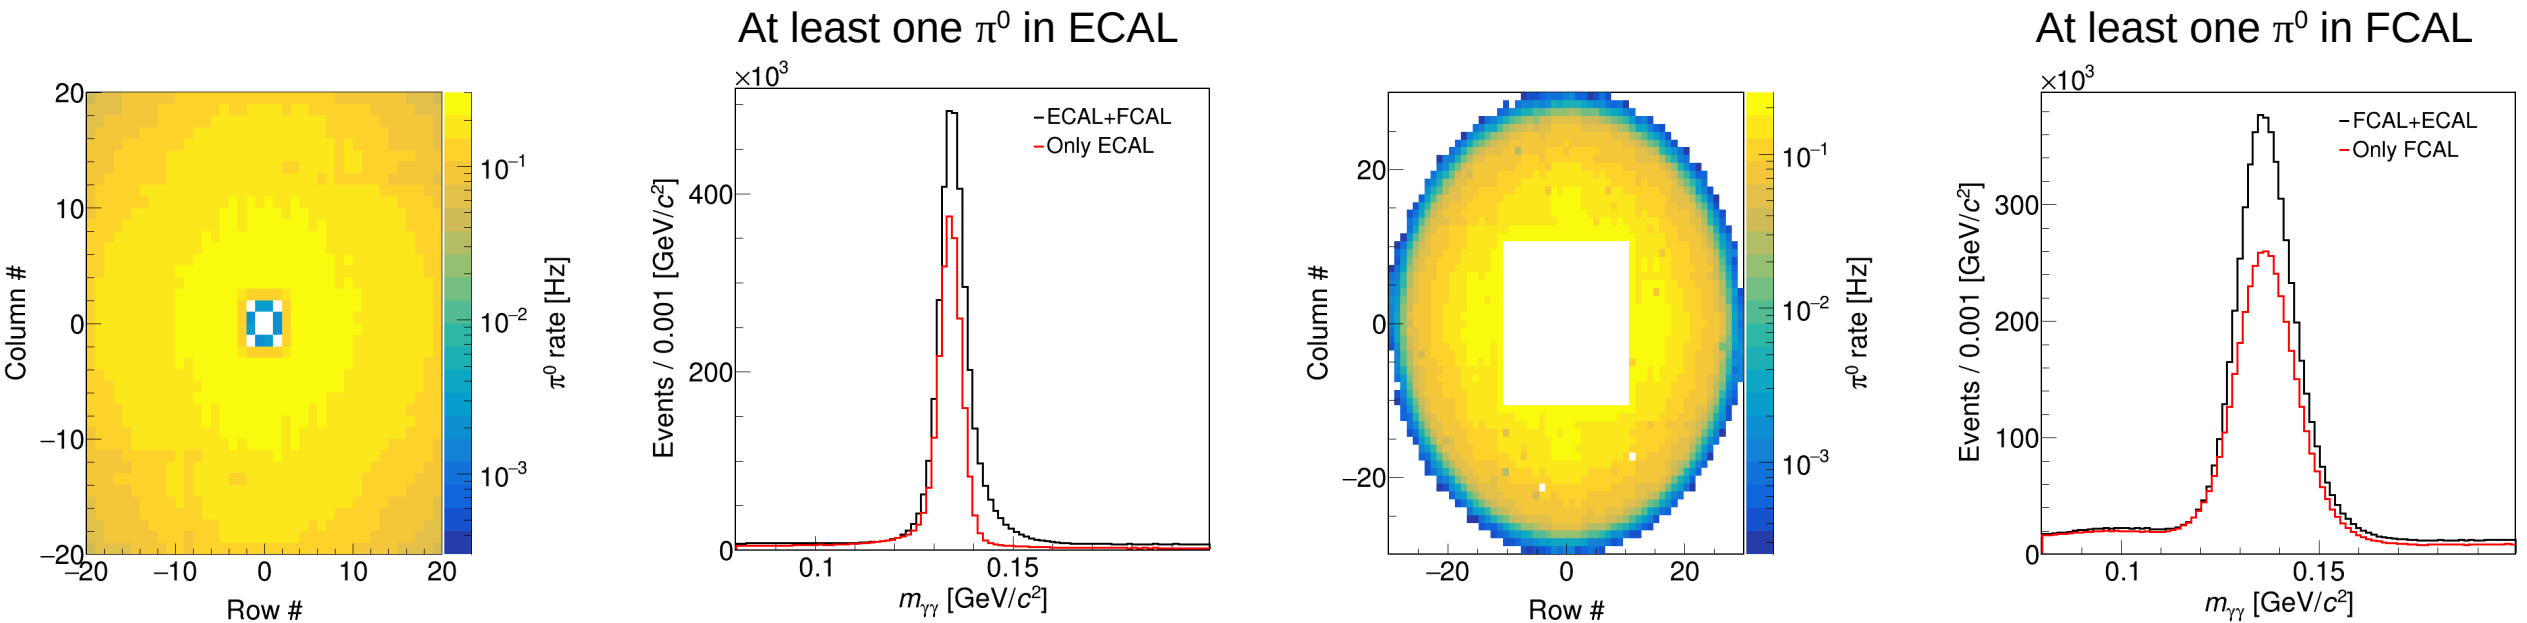 At least one π⁰ in ECAL
At least one π⁰ in FCAL
20
10
0
−10
−20
−20
−10
0
10
20
Column #
Row #
10⁻¹
10⁻²
10⁻³
π⁰ rate [Hz]
×10³
400
200
0
0.1
0.15
Events / 0.001 [GeV/c²]
mγγ [GeV/c²]
ECAL+FCAL
Only ECAL
20
0
−20
−20
0
20
Column #
Row #
10⁻¹
10⁻²
10⁻³
π⁰ rate [Hz]
×10³
300
200
100
0
0.1
0.15
Events / 0.001 [GeV/c²]
mγγ [GeV/c²]
FCAL+ECAL
Only FCAL